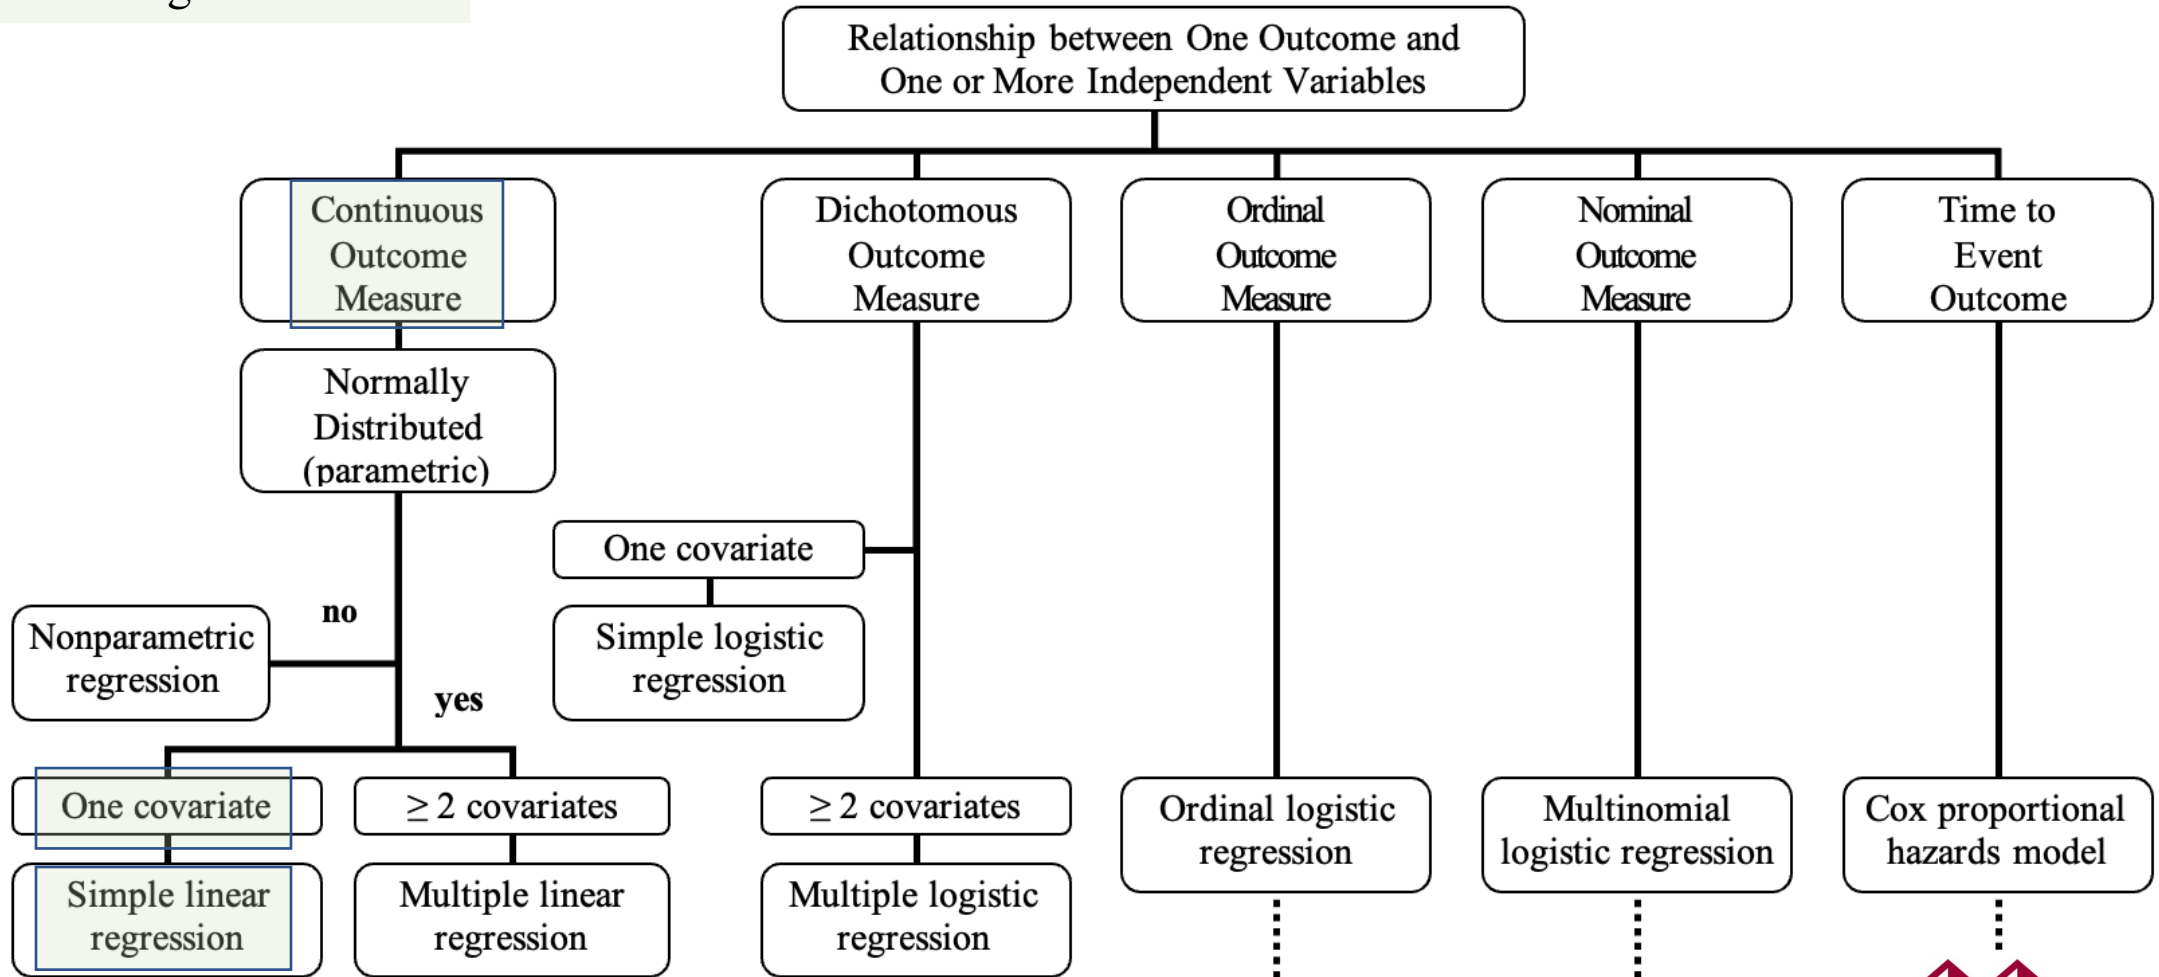 Relationship between One Outcome and
One or More Independent Variables
Continuous
Outcome
Measure
Dichotomous
Outcome
Measure
Ordinal
Outcome
Measure
Nominal
Outcome
Measure
Time to
Event
Outcome
Normally
Distributed
(parametric)
One covariate
no
Nonparametric
regression
Simple logistic
regression
yes
One covariate
≥ 2 covariates
≥ 2 covariates
Ordinal logistic
regression
Multinomial
logistic regression
Cox proportional
hazards model
Simple linear
regression
Multiple linear
regression
Multiple logistic
regression